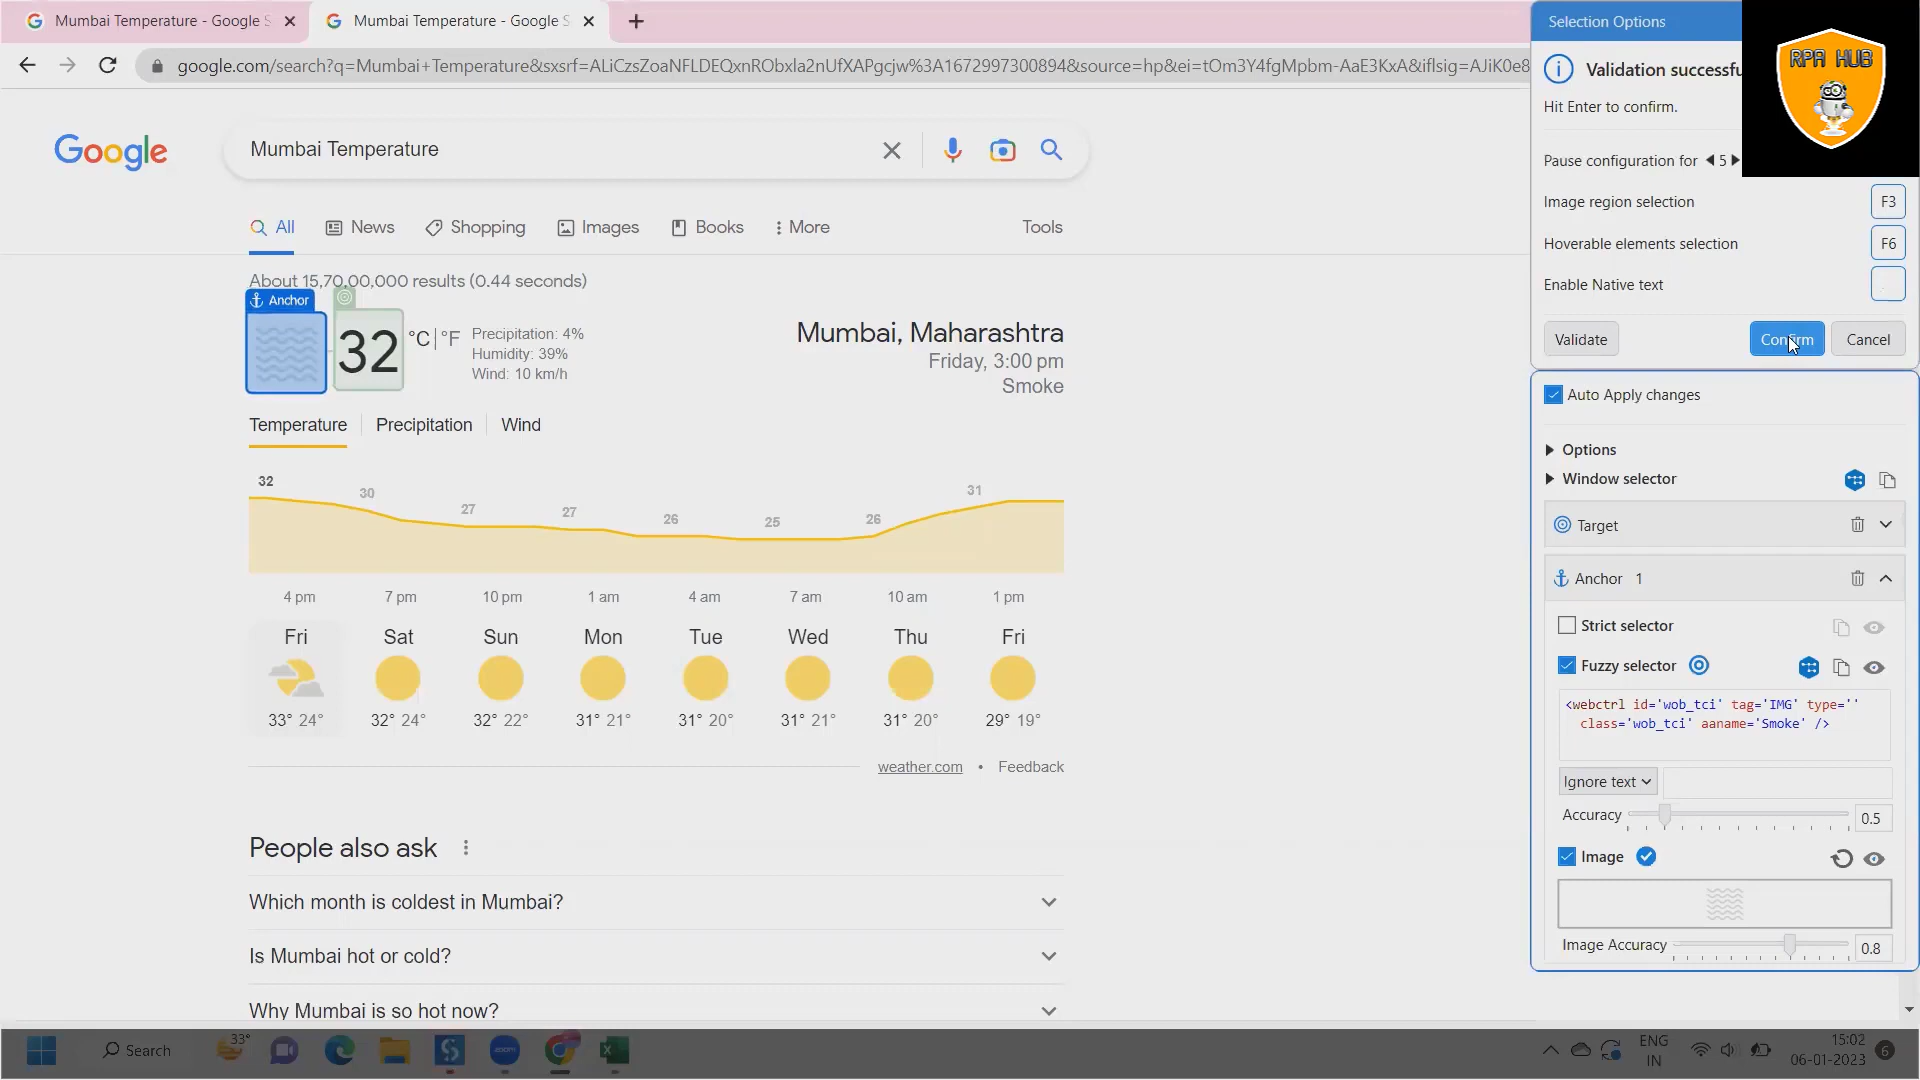 Mumbai Temperature - Google S
Mumbai Temperature - Google S
google.com/search?q=Mumbai+Temperature&sxsrf=ALiCzsZoaNFLDEQxnRObxla2nUfXAPgcjw%3A1672997300894&source=hp&ei=tOm3Y4fgMpbm-AaE3KxA&iflsig=AJiK0e8
Google
Mumbai Temperature
All
News
Shopping
Images
Books
More
Tools
About 15,70,00,000 results (0.44 seconds)
Anchor
32
°C | °F
Precipitation: 4%
Humidity: 39%
Wind: 10 km/h
Mumbai, Maharashtra
Friday, 3:00 pm
Smoke
Temperature
Precipitation
Wind
32 30 27 27 26 25 26 31
4 pm 7 pm 10 pm 1 am 4 am 7 am 10 am 1 pm
Fri Sat Sun Mon Tue Wed Thu Fri
33° 24° 32° 24° 32° 22° 31° 21° 31° 20° 31° 21° 31° 20° 29° 19°
weather.com • Feedback
People also ask
Which month is coldest in Mumbai?
Is Mumbai hot or cold?
Why Mumbai is so hot now?
Selection Options
Validation successfu
Hit Enter to confirm.
Pause configuration for 5
Image region selection F3
Hoverable elements selection F6
Enable Native text
Validate
Confirm
Cancel
RPA HUB
Auto Apply changes
Options
Window selector
Target
Anchor 1
Strict selector
Fuzzy selector
<webctrl id='wob_tci' tag='IMG' type=''
class='wob_tci' aaname='Smoke' />
Ignore text
Accuracy 0.5
Image
Image Accuracy 0.8
Search
33°
zoom
ENG
IN
15:02
06-01-2023
6